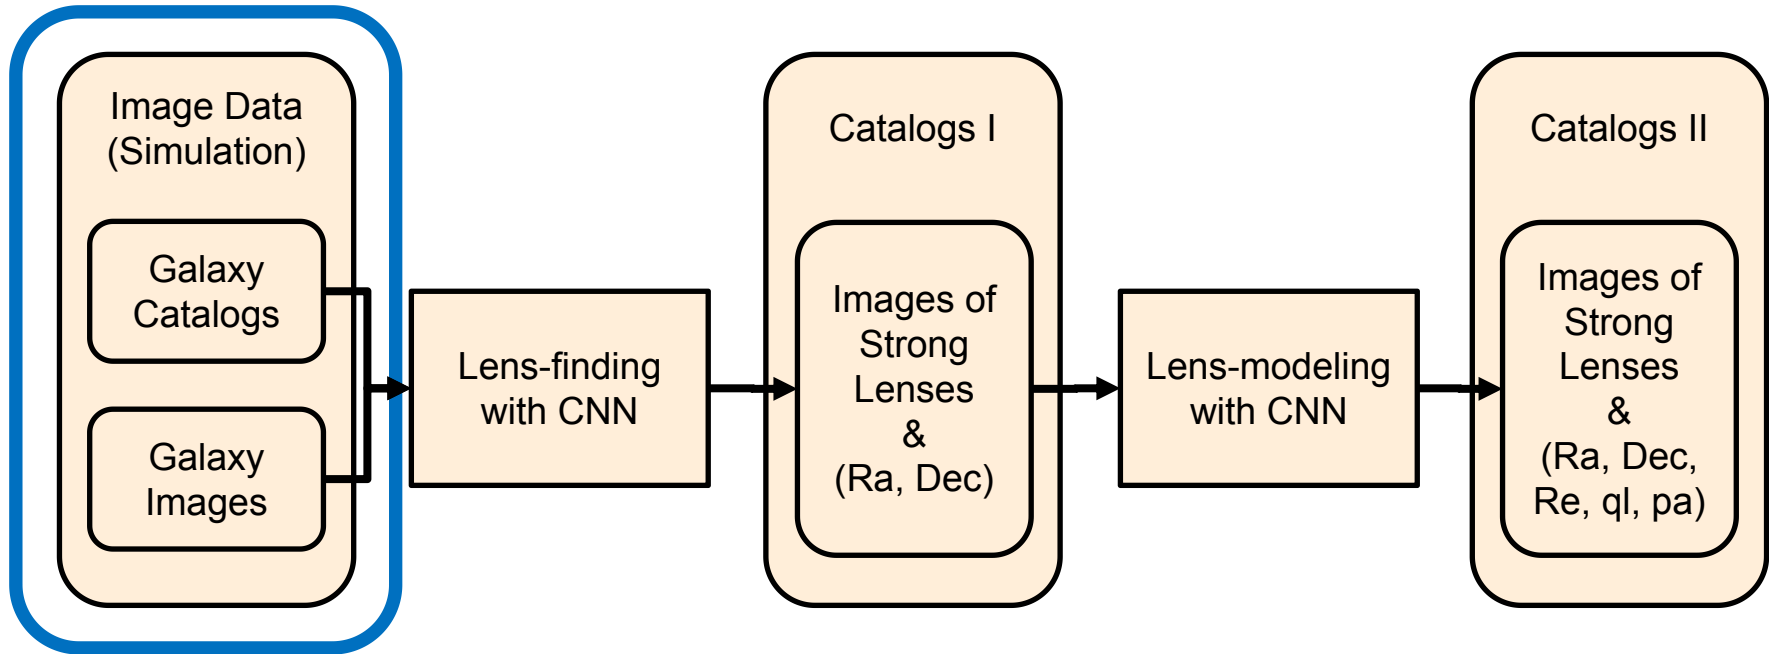 Image Data
(Simulation)
Galaxy
Catalogs
Galaxy
Images
Lens-finding
with CNN
Catalogs I
Images of
Strong
Lenses
&
(Ra, Dec)
Lens-modeling
with CNN
Catalogs II
Images of
Strong
Lenses
&
(Ra, Dec,
Re, ql, pa)